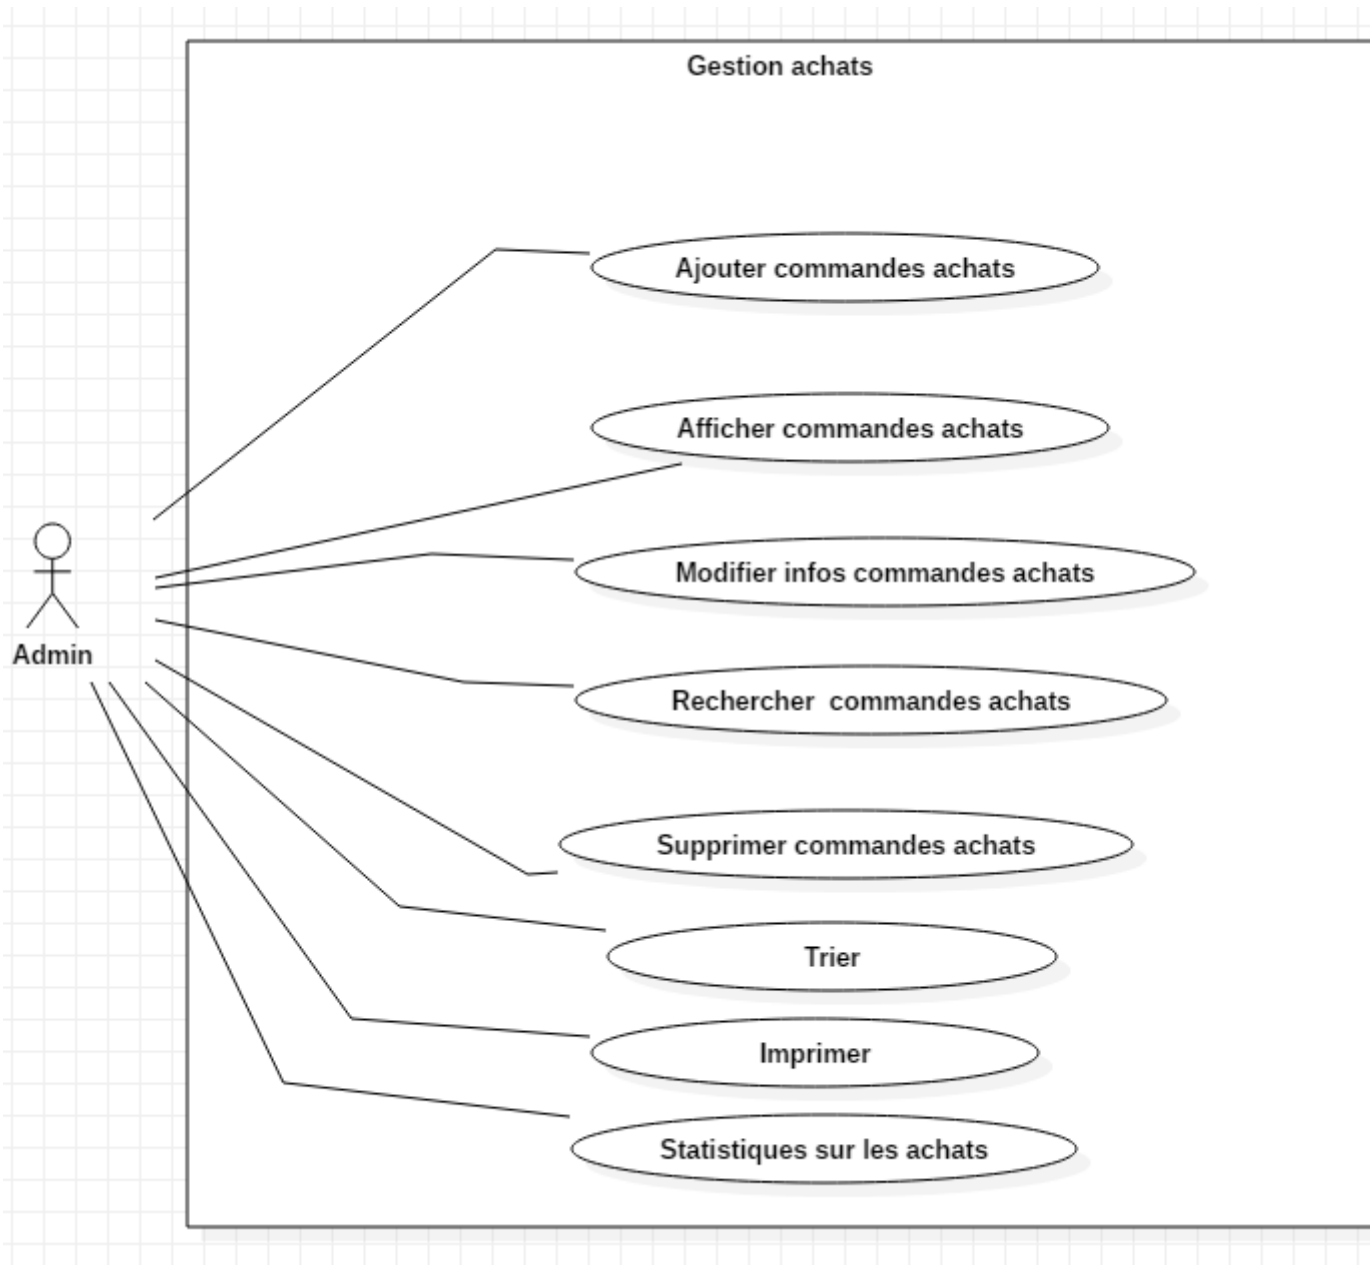 Gestion achats
Ajouter commandes achats
Afficher commandes achats
Modifier infos commandes achats
Admin
Rechercher  commandes achats
Supprimer commandes achats
Trier
Imprimer
Statistiques sur les achats